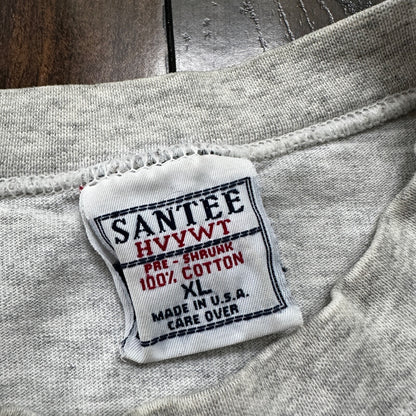 SANTEE
HVYWT
PRE - SHRUNK
100% COTTON
XL
MADE IN U.S.A.
CARE OVER